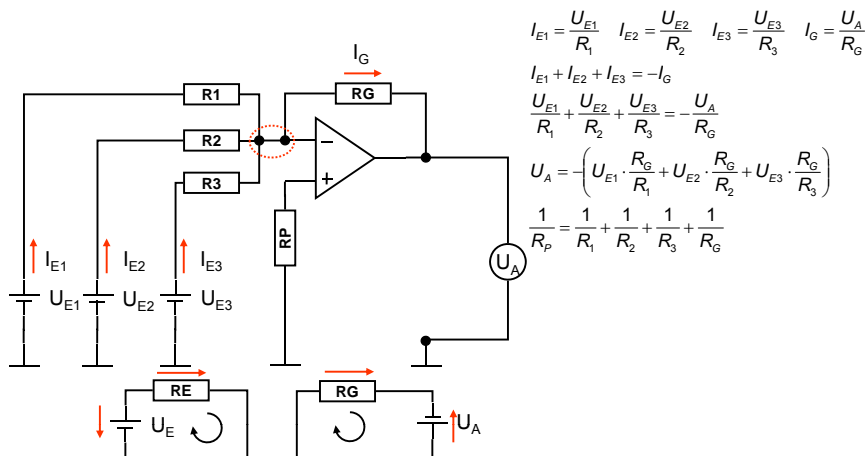 I_E1 = U_E1/R_1   I_E2 = U_E2/R_2   I_E3 = U_E3/R_3   I_G = U_A/R_G
I_E1 + I_E2 + I_E3 = -I_G
U_E1/R_1 + U_E2/R_2 + U_E3/R_3 = -U_A/R_G
U_A = -(U_E1 · R_G/R_1 + U_E2 · R_G/R_2 + U_E3 · R_G/R_3)
1/R_P = 1/R_1 + 1/R_2 + 1/R_3 + 1/R_G
I_G
RG
R1
R2
R3
−
+
RP
I_E1 I_E2 I_E3
U_E1 U_E2 U_E3
U_A
RE
RG
U_E
U_A